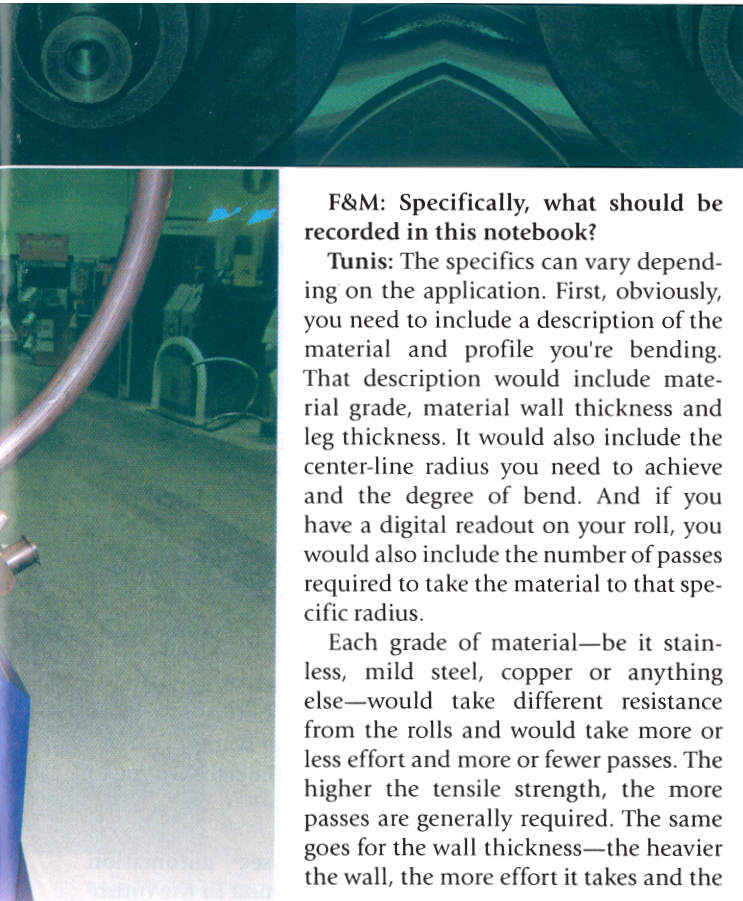 F&M: Specifically, what should be
recorded in this notebook?
Tunis: The specifics can vary depend-
ing on the application. First, obviously,
you need to include a description of the
material and profile you're bending.
That description would include mate-
rial grade, material wall thickness and
leg thickness. It would also include the
center-line radius you need to achieve
and the degree of bend. And if you
have a digital readout on your roll, you
would also include the number of passes
required to take the material to that spe-
cific radius.
Each grade of material—be it stain-
less, mild steel, copper or anything
else—would take different resistance
from the rolls and would take more or
less effort and more or fewer passes. The
higher the tensile strength, the more
passes are generally required. The same
goes for the wall thickness—the heavier
the wall, the more effort it takes and the